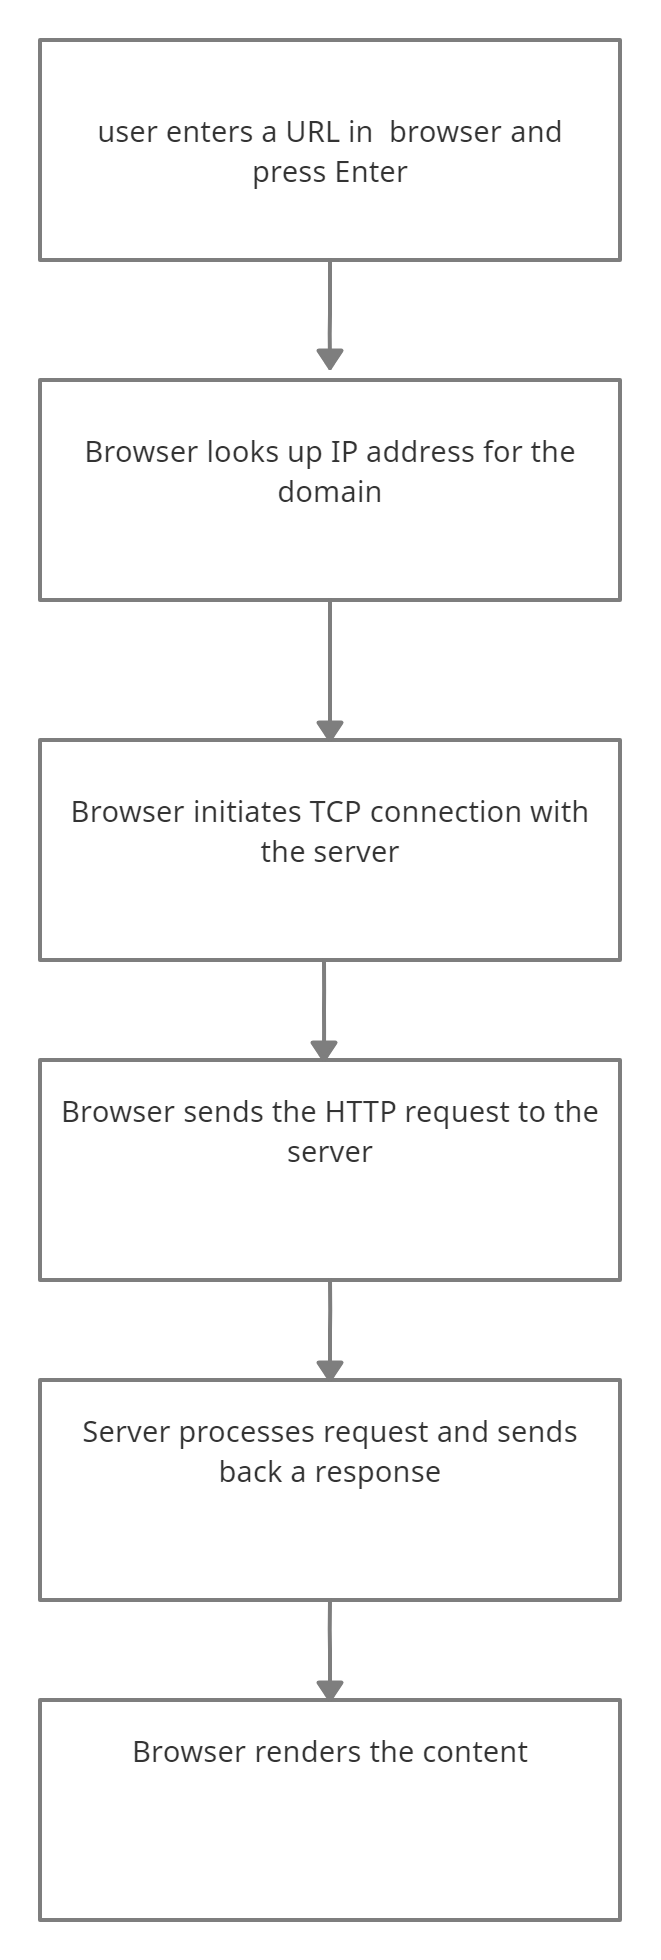 user enters a URL in  browser and
press Enter
Browser looks up IP address for the
domain
Browser initiates TCP connection with
the server
Browser sends the HTTP request to the
server
Server processes request and sends
back a response
Browser renders the content